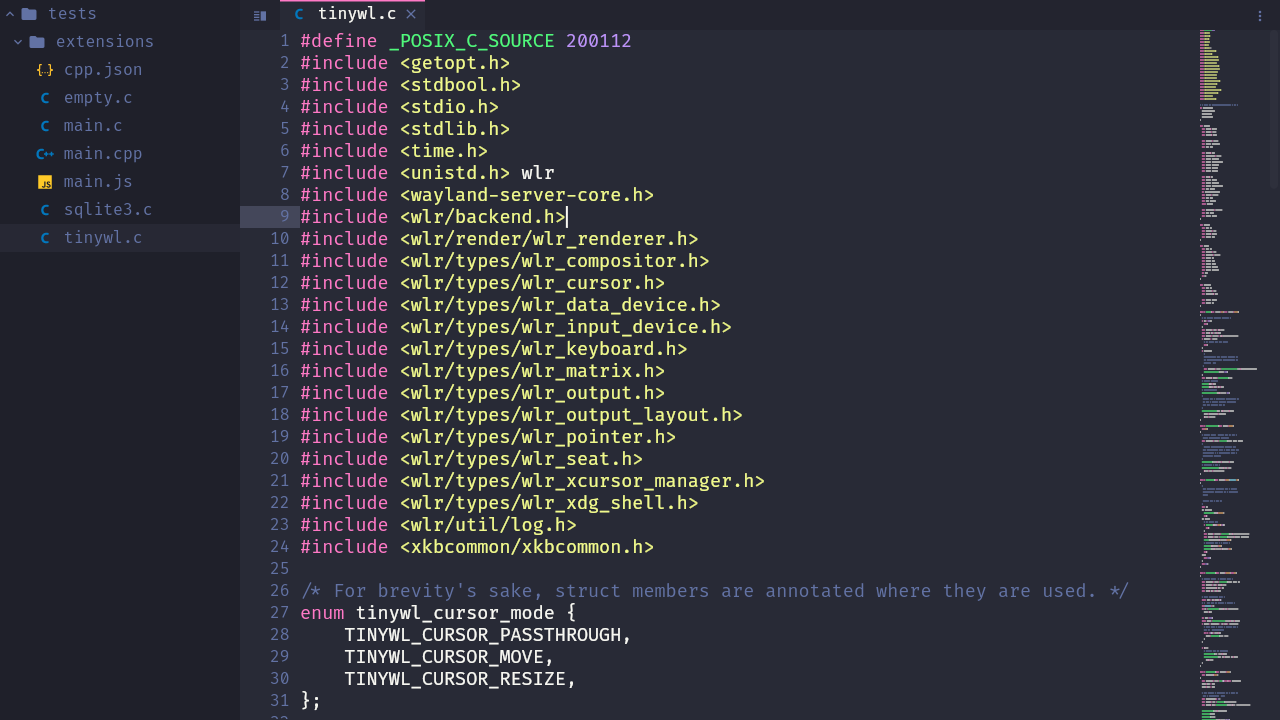 tests
extensions
cpp.json
empty.c
main.c
main.cpp
main.js
sqlite3.c
tinywl.c
tinywl.c
1 #define _POSIX_C_SOURCE 200112
2 #include <getopt.h>
3 #include <stdbool.h>
4 #include <stdio.h>
5 #include <stdlib.h>
6 #include <time.h>
7 #include <unistd.h> wlr
8 #include <wayland-server-core.h>
9 #include <wlr/backend.h>
10 #include <wlr/render/wlr_renderer.h>
11 #include <wlr/types/wlr_compositor.h>
12 #include <wlr/types/wlr_cursor.h>
13 #include <wlr/types/wlr_data_device.h>
14 #include <wlr/types/wlr_input_device.h>
15 #include <wlr/types/wlr_keyboard.h>
16 #include <wlr/types/wlr_matrix.h>
17 #include <wlr/types/wlr_output.h>
18 #include <wlr/types/wlr_output_layout.h>
19 #include <wlr/types/wlr_pointer.h>
20 #include <wlr/types/wlr_seat.h>
21 #include <wlr/types/wlr_xcursor_manager.h>
22 #include <wlr/types/wlr_xdg_shell.h>
23 #include <wlr/util/log.h>
24 #include <xkbcommon/xkbcommon.h>
25
26 /* For brevity's sake, struct members are annotated where they are used. */
27 enum tinywl_cursor_mode {
28     TINYWL_CURSOR_PASSTHROUGH,
29     TINYWL_CURSOR_MOVE,
30     TINYWL_CURSOR_RESIZE,
31 };